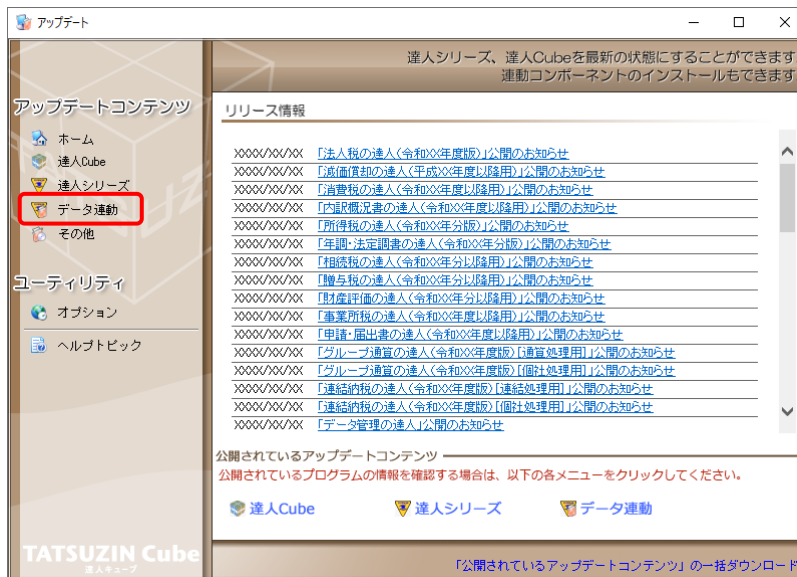 アップデート
達人シリーズ、達人Cubeを最新の状態にすることができます
連動コンポーネントのインストールもできます
アップデートコンテンツ
ホーム
達人Cube
達人シリーズ
データ連動
その他
ユーティリティ
オプション
ヘルプトピック
リリース情報
XXXX/XX/XX 「法人税の達人(令和XX年度版)」公開のお知らせ
XXXX/XX/XX 「減価償却の達人(平成XX年度以降用)」公開のお知らせ
XXXX/XX/XX 「消費税の達人(令和XX年度以降用)」公開のお知らせ
XXXX/XX/XX 「内訳概況書の達人(令和XX年度以降用)」公開のお知らせ
XXXX/XX/XX 「所得税の達人(令和XX年分版)」公開のお知らせ
XXXX/XX/XX 「年調・法定調書の達人(令和XX年分版)」公開のお知らせ
XXXX/XX/XX 「相続税の達人(令和XX年分以降用)」公開のお知らせ
XXXX/XX/XX 「贈与税の達人(令和XX年分以降用)」公開のお知らせ
XXXX/XX/XX 「財産評価の達人(令和XX年分以降用)」公開のお知らせ
XXXX/XX/XX 「事業所税の達人(令和XX年度以降用)」公開のお知らせ
XXXX/XX/XX 「申請・届出書の達人(令和XX年度以降用)」公開のお知らせ
XXXX/XX/XX 「グループ通算の達人(令和XX年度版)[通算処理用]」公開のお知らせ
XXXX/XX/XX 「グループ通算の達人(令和XX年度版)[個社処理用]」公開のお知らせ
XXXX/XX/XX 「連結納税の達人(令和XX年度版)[連結処理用]」公開のお知らせ
XXXX/XX/XX 「連結納税の達人(令和XX年度版)[個社処理用]」公開のお知らせ
XXXX/XX/XX 「データ管理の達人」公開のお知らせ
公開されているアップデートコンテンツ
公開されているプログラムの情報を確認する場合は、以下の各メニューをクリックしてください。
達人Cube 達人シリーズ データ連動
TATSUZIN Cube
達人キューブ
「公開されているアップデートコンテンツ」の一括ダウンロード